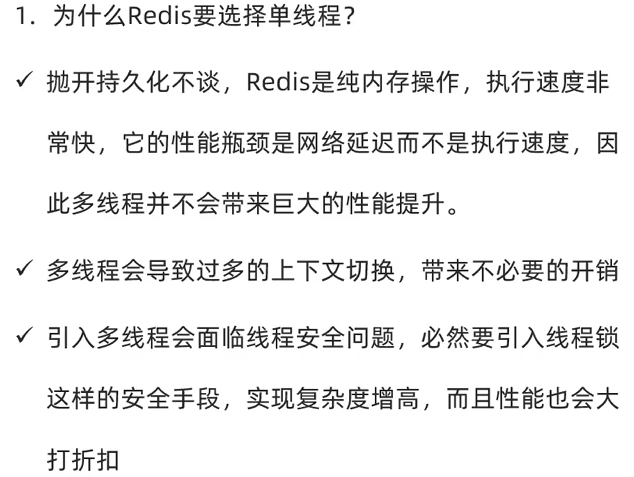 1. 为什么Redis要选择单线程？
✓ 抛开持久化不谈，Redis是纯内存操作，执行速度非
常快，它的性能瓶颈是网络延迟而不是执行速度，因
此多线程并不会带来巨大的性能提升。
✓ 多线程会导致过多的上下文切换，带来不必要的开销
✓ 引入多线程会面临线程安全问题，必然要引入线程锁
这样的安全手段，实现复杂度增高，而且性能也会大
打折扣